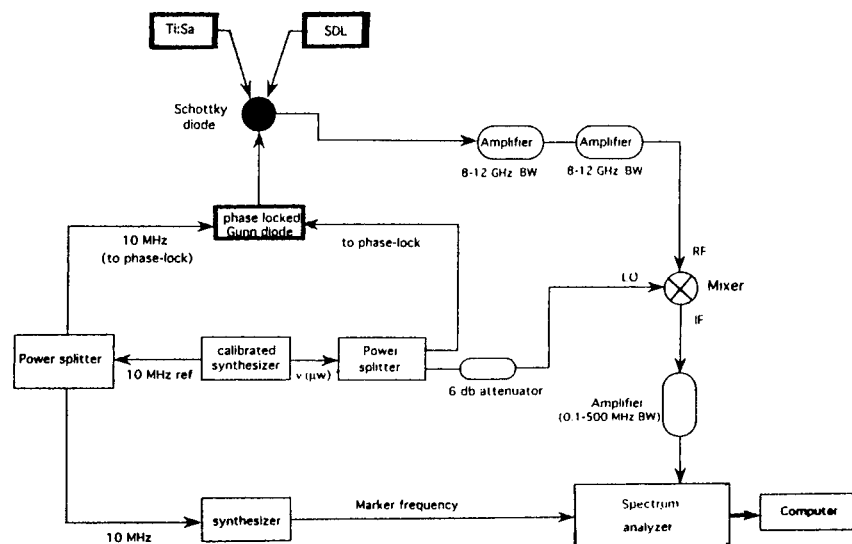 Ti:Sa
SDL
Schottky
diode
Amplifier
8-12 GHz BW
Amplifier
8-12 GHz BW
phase locked
Gunn diode
10 MHz
(to phase-lock)
to phase-lock
RF
LO
Mixer
IF
Power splitter
10 MHz ref
calibrated
synthesizer
ν (μw)
Power
splitter
6 db attenuator
Amplifier
(0.1-500 MHz BW)
10 MHz
synthesizer
Marker frequency
Spectrum
analyzer
Computer